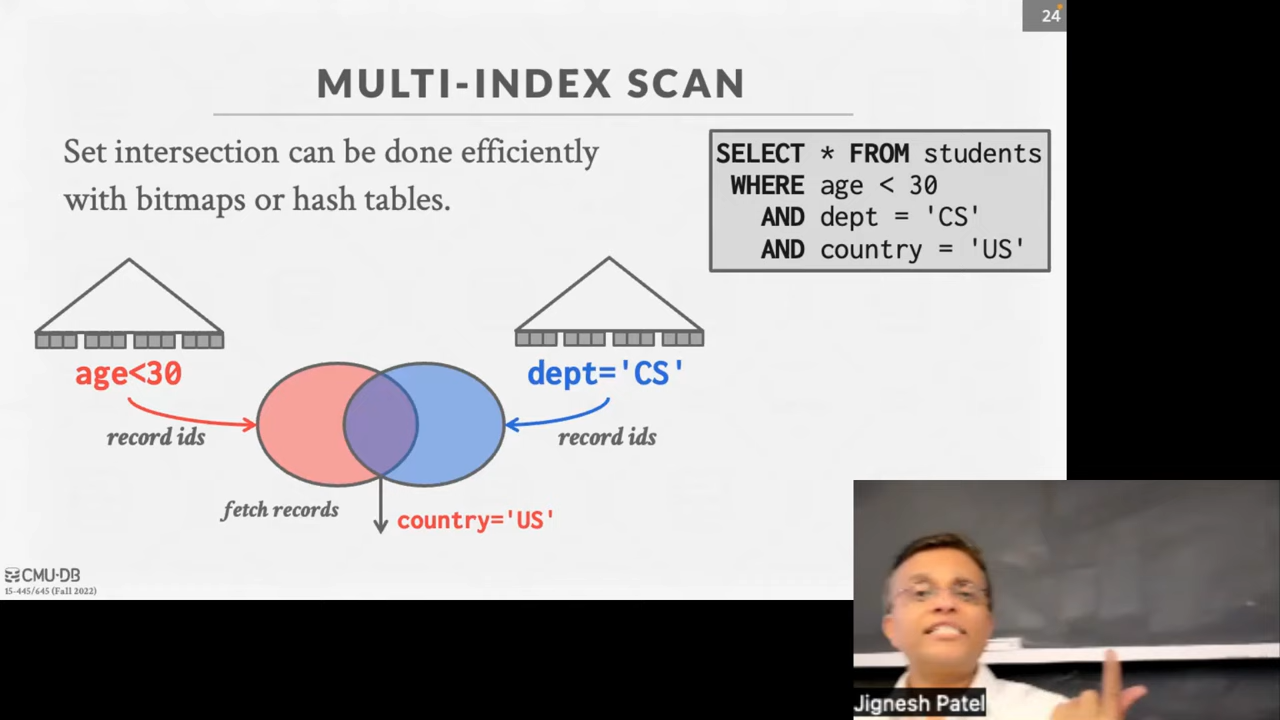 24
MULTI-INDEX SCAN
Set intersection can be done efficiently
with bitmaps or hash tables.
SELECT * FROM students
WHERE age < 30
AND dept = 'CS'
AND country = 'US'
age<30
dept='CS'
record ids
record ids
fetch records
country='US'
CMU·DB
15-445/645 (Fall 2022)
Jignesh Patel